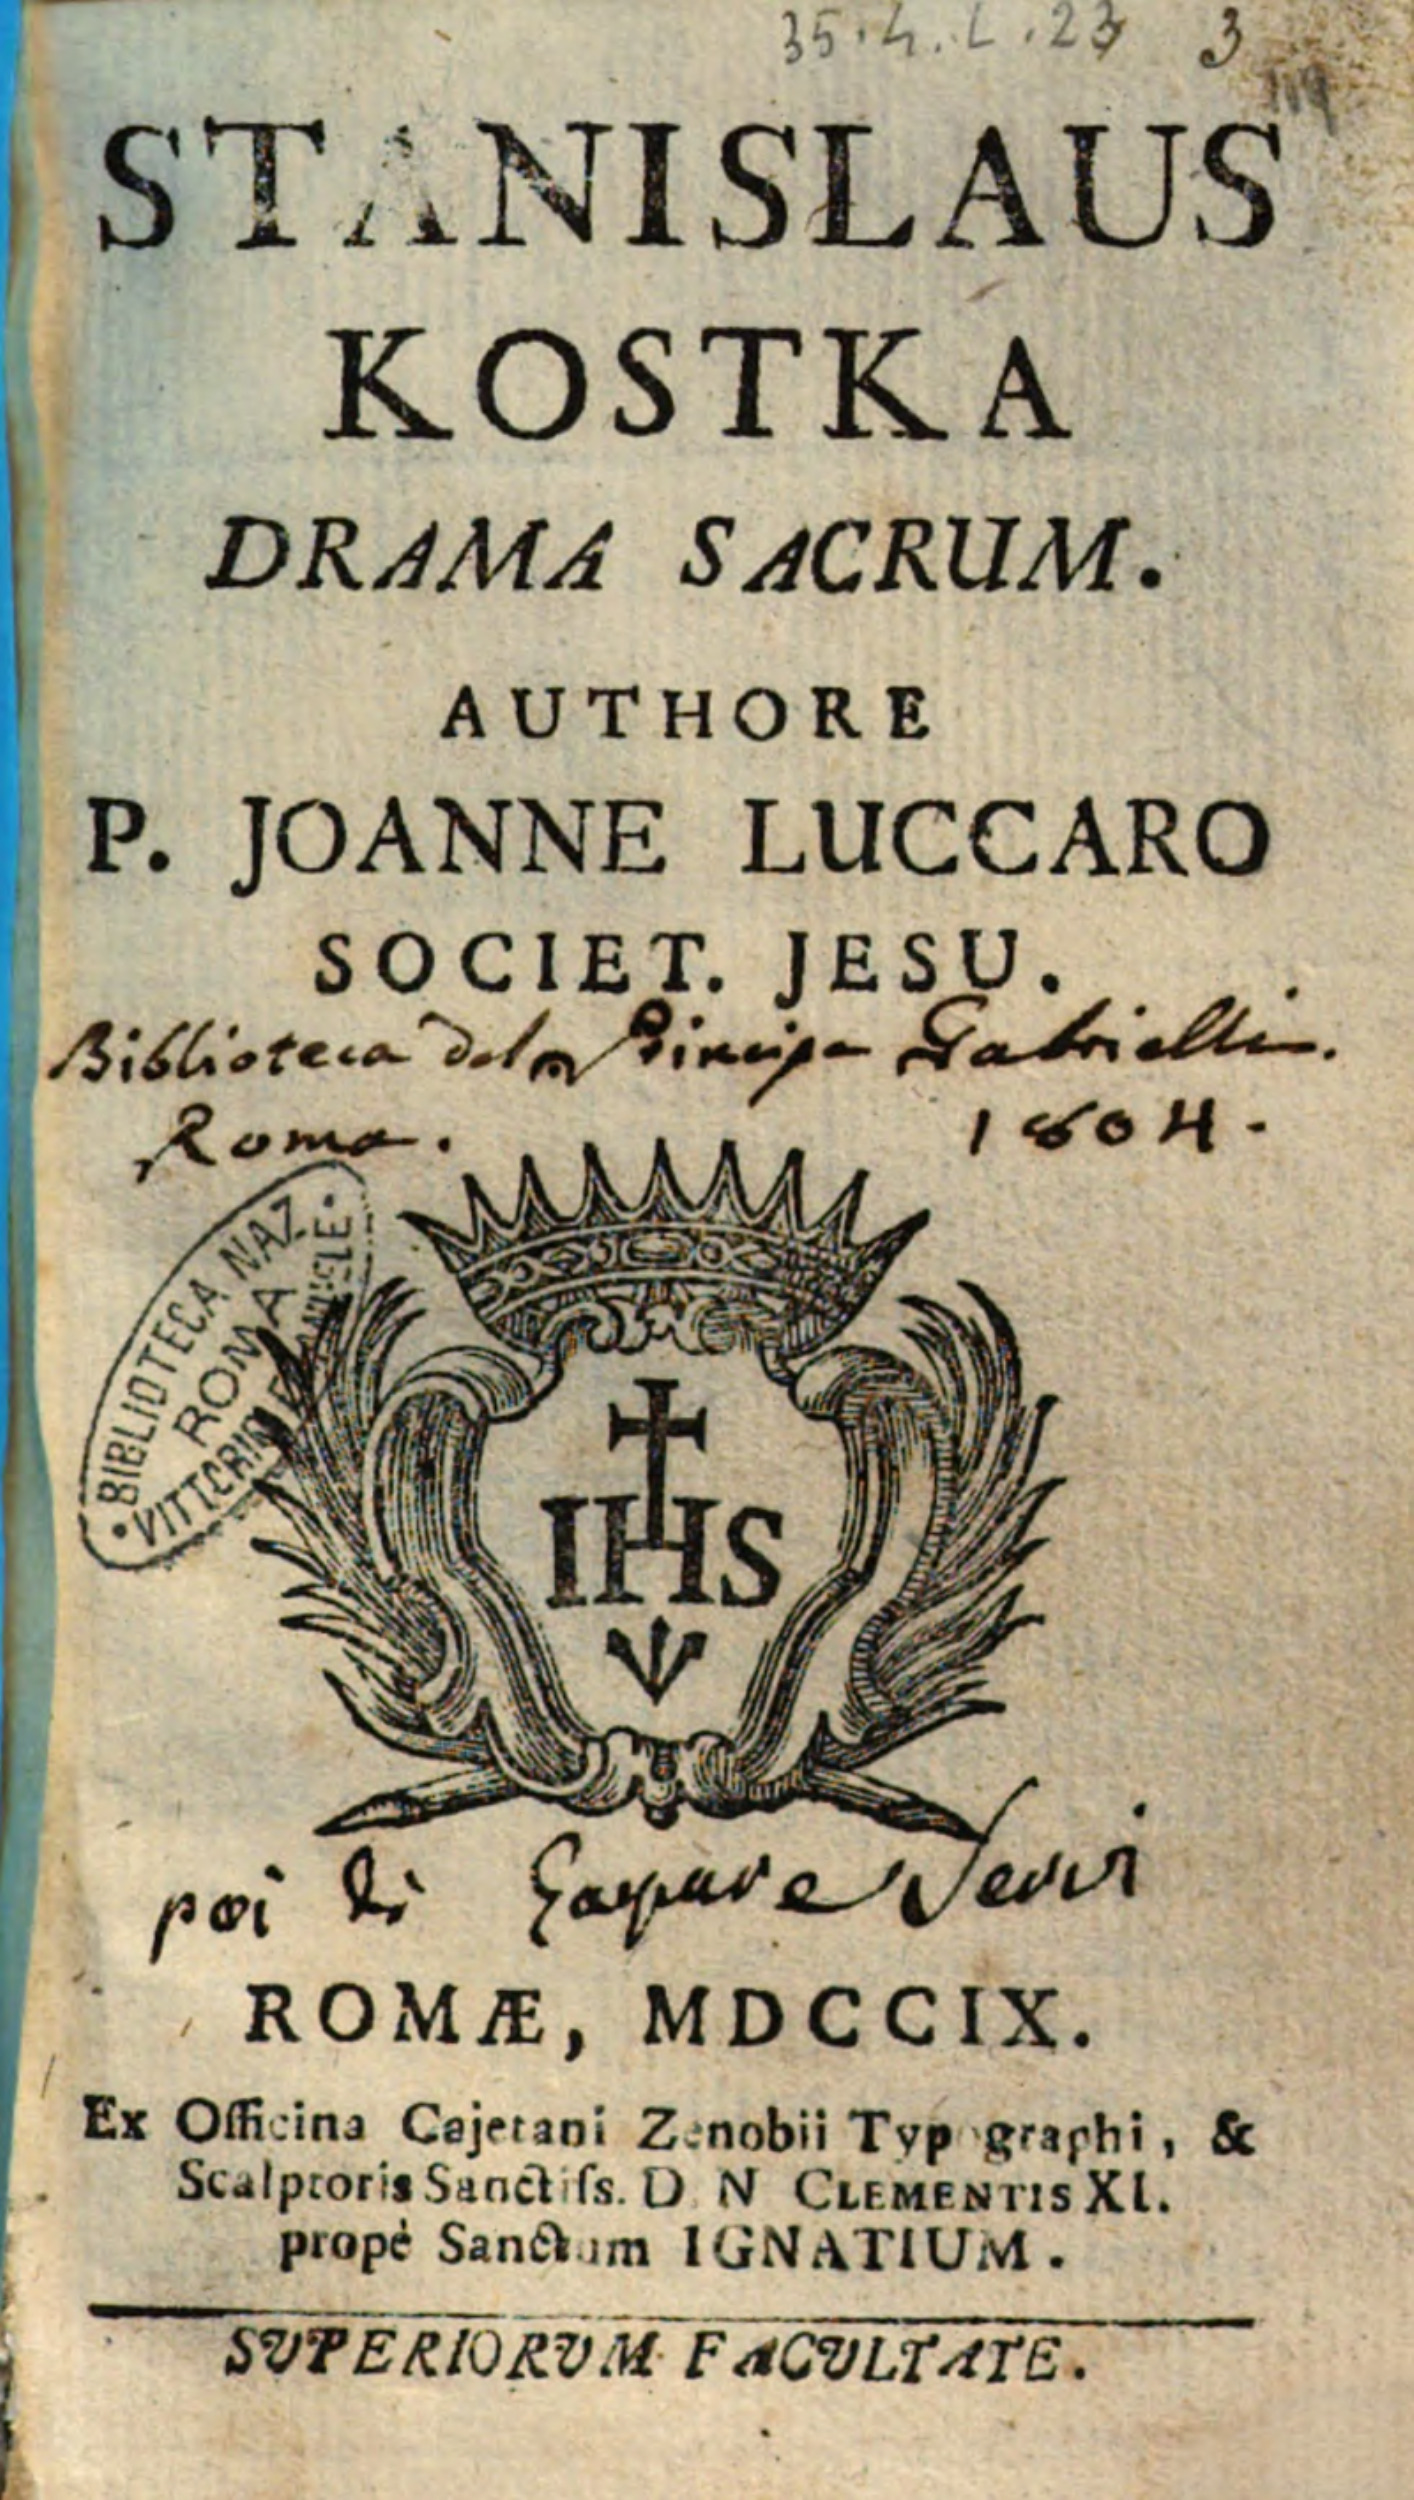 35.4.L.23 3
STANISLAUS
KOSTKA
DRAMA SACRUM.
AUTHORE
P. JOANNE LUCCARO
SOCIET. JESU.
Biblioteca del Principe Gabrielli.
Roma. 1804.
BIBLIOTECA NAZ.
ROMA
VITTORIO EMANUELE
IHS
poi di Gaspare Servi
ROMÆ, MDCCIX.
Ex Officina Cajetani Zenobii Typographi, &
Scalptoris Sanctiſs. D. N CLEMENTIS XI.
propè Sanctum IGNATIUM.
SVPERIORVM FACVLTATE.